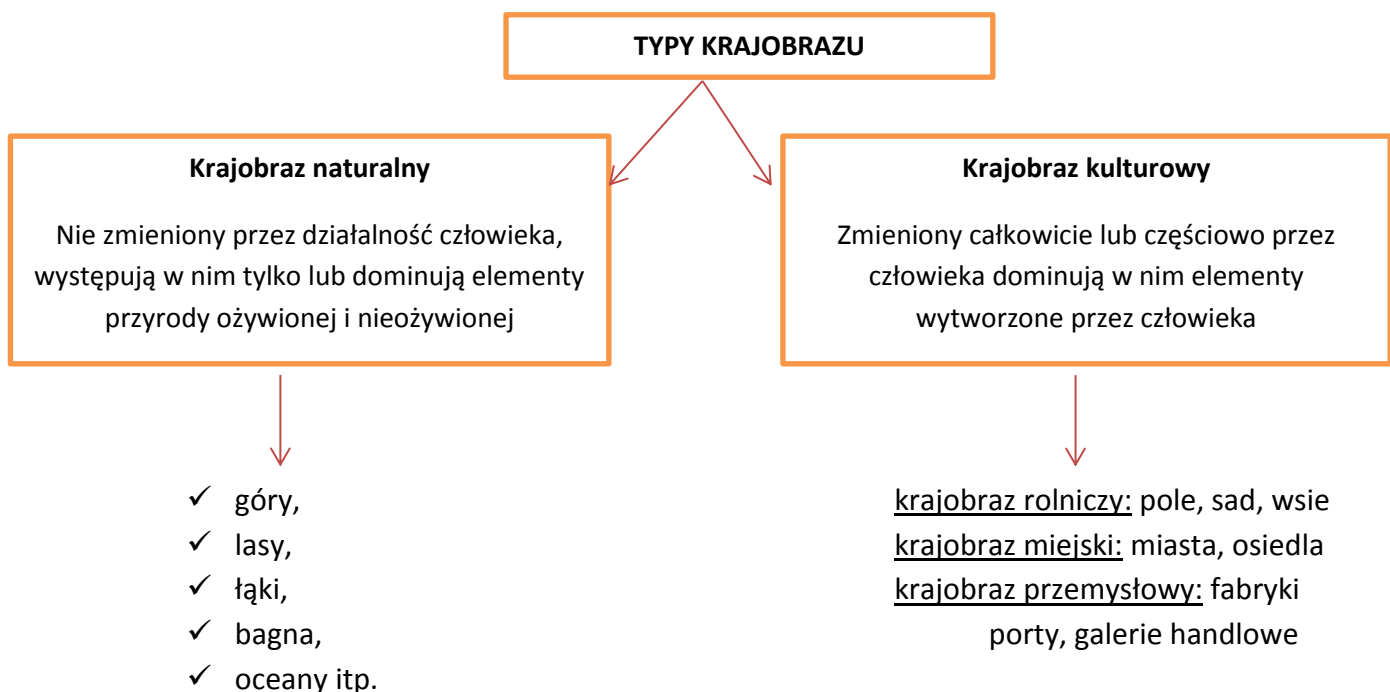 TYPY KRAJOBRAZU
Krajobraz naturalny
Nie zmieniony przez działalność człowieka,
występują w nim tylko lub dominują elementy
przyrody ożywionej i nieożywionej
Krajobraz kulturowy
Zmieniony całkowicie lub częściowo przez
człowieka dominują w nim elementy
wytworzone przez człowieka
✓ góry,
✓ lasy,
✓ łąki,
✓ bagna,
✓ oceany itp.
krajobraz rolniczy: pole, sad, wsie
krajobraz miejski: miasta, osiedla
krajobraz przemysłowy: fabryki
porty, galerie handlowe